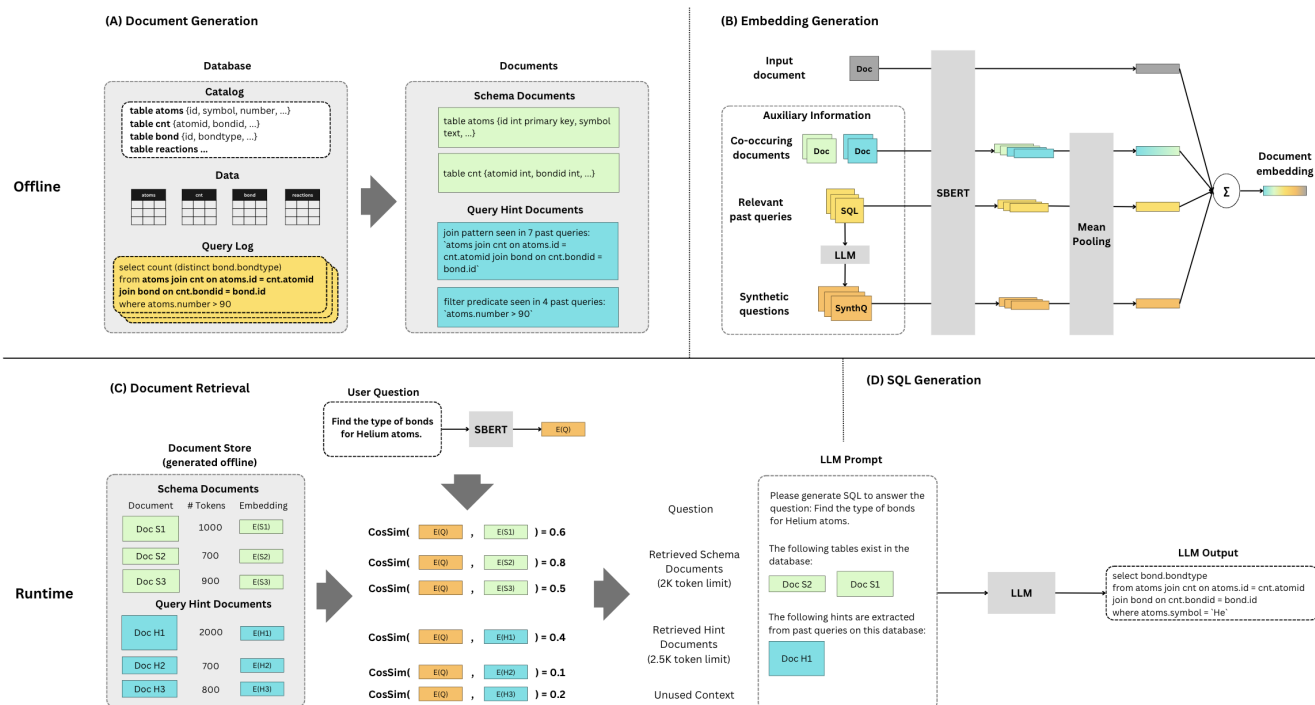 (A) Document Generation
Offline
Database
Catalog
table atoms {id, symbol, number, ...}
table cnt {atomid, bondid, ...}
table bond {id, bondtype, ...}
table reactions ...
Data
atoms
cnt
bond
reactions
Query Log
select count (distinct bond.bondtype)
from atoms join cnt on atoms.id = cnt.atomid
join bond on cnt.bondid = bond.id
where atoms.number > 90
Documents
Schema Documents
table atoms {id int primary key, symbol
text, ...}
table cnt {atomid int, bondid int, ...}
Query Hint Documents
join pattern seen in 7 past queries:
`atoms join cnt on atoms.id =
cnt.atomid join bond on cnt.bondid =
bond.id`
filter predicate seen in 4 past queries:
`atoms.number > 90`
(B) Embedding Generation
Input
document
Doc
Auxiliary Information
Co-occuring
documents
Doc
Doc
Relevant
past queries
SQL
LLM
Synthetic
questions
SynthQ
SBERT
Mean
Pooling
Σ
Document
embedding
Runtime
(C) Document Retrieval
User Question
Find the type of bonds
for Helium atoms.
SBERT
E(Q)
Document Store
(generated offline)
Schema Documents
Document # Tokens Embedding
Doc S1 1000 E(S1)
Doc S2 700 E(S2)
Doc S3 900 E(S3)
Query Hint Documents
Doc H1 2000 E(H1)
Doc H2 700 E(H2)
Doc H3 800 E(H3)
CosSim( E(Q) , E(S1) ) = 0.6
CosSim( E(Q) , E(S2) ) = 0.8
CosSim( E(Q) , E(S3) ) = 0.5
CosSim( E(Q) , E(H1) ) = 0.4
CosSim( E(Q) , E(H2) ) = 0.1
CosSim( E(Q) , E(H3) ) = 0.2
(D) SQL Generation
Question
Retrieved Schema
Documents
(2K token limit)
Retrieved Hint
Documents
(2.5K token limit)
Unused Context
LLM Prompt
Please generate SQL to answer the
question: Find the type of bonds
for Helium atoms.
The following tables exist in the
database:
Doc S2 Doc S1
The following hints are extracted
from past queries on this database:
Doc H1
LLM
LLM Output
select bond.bondtype
from atoms join cnt on atoms.id = cnt.atomid
join bond on cnt.bondid = bond.id
where atoms.symbol = `He`